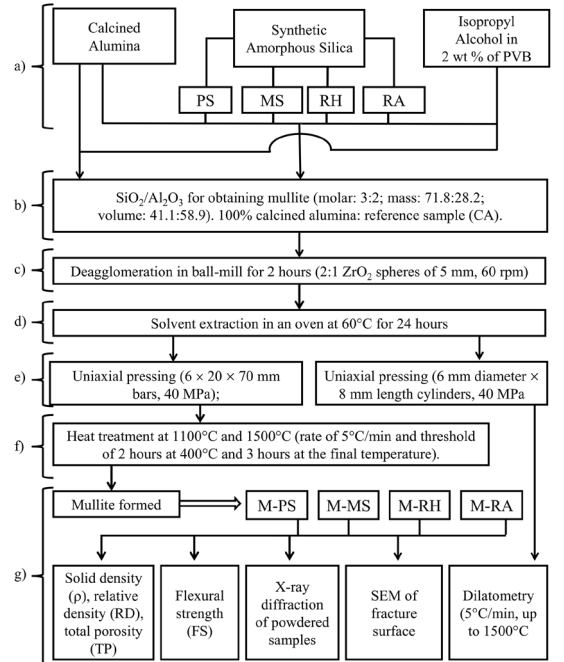 a)
Calcined
Alumina
Synthetic
Amorphous Silica
Isopropyl
Alcohol in
2 wt % of PVB
PS
MS
RH
RA
b)
SiO₂/Al₂O₃ for obtaining mullite (molar: 3:2; mass: 71.8:28.2;
volume: 41.1:58.9). 100% calcined alumina: reference sample (CA).
c)
Deagglomeration in ball-mill for 2 hours (2:1 ZrO₂ spheres of 5 mm, 60 rpm)
d)
Solvent extraction in an oven at 60°C for 24 hours
e)
Uniaxial pressing (6 × 20 × 70 mm
bars, 40 MPa);
Uniaxial pressing (6 mm diameter ×
8 mm length cylinders, 40 MPa
f)
Heat treatment at 1100°C and 1500°C (rate of 5°C/min and threshold
of 2 hours at 400°C and 3 hours at the final temperature).
g)
Mullite formed
M-PS
M-MS
M-RH
M-RA
Solid density
(ρ), relative
density (RD),
total porosity
(TP)
Flexural
strength
(FS)
X-ray
diffraction
of powdered
samples
SEM of
fracture
surface
Dilatometry
(5°C/min, up
to 1500°C